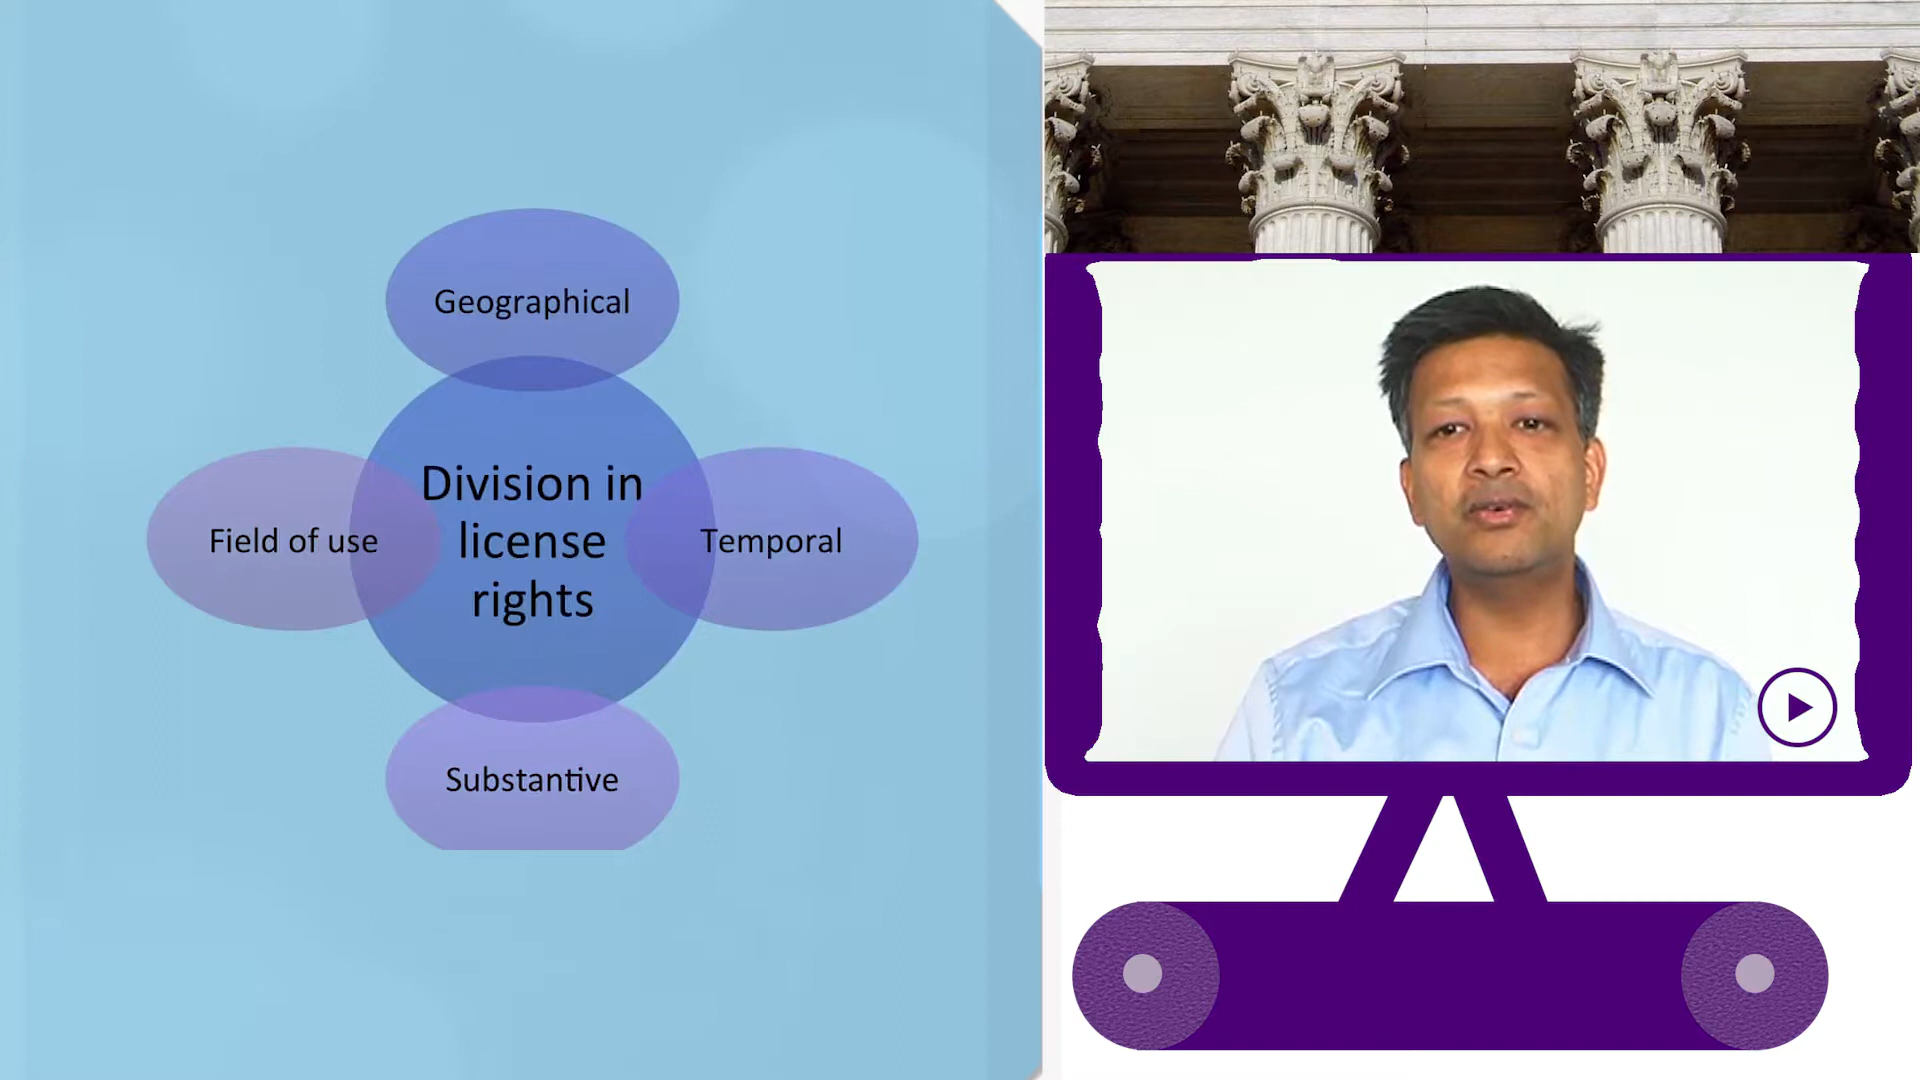 Geographical
Division in
license
rights
Field of use
Temporal
Substantive